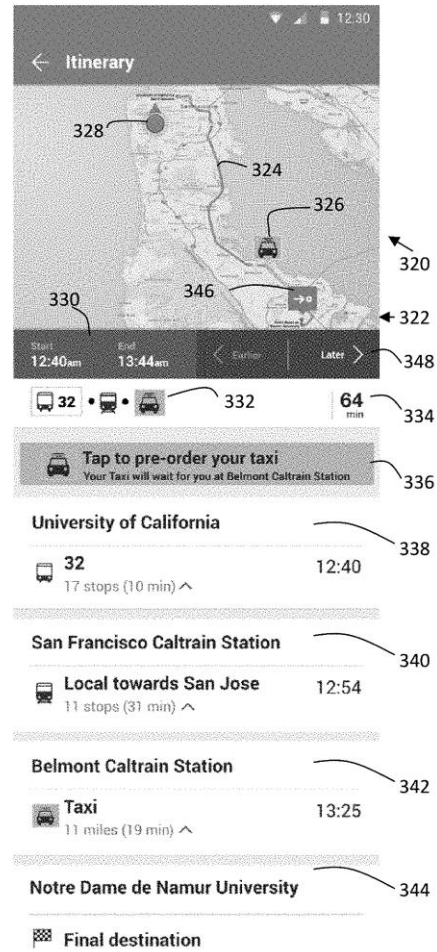 12:30
Itinerary
328
324
326
320
330
346
322
Start
12:40am
End
13:44am
Earlier
Later
348
32
332
64
min
334
Tap to pre-order your taxi
Your Taxi will wait for you at Belmont Caltrain Station
336
University of California
338
32
12:40
17 stops (10 min)
San Francisco Caltrain Station
340
Local towards San Jose
12:54
11 stops (31 min)
Belmont Caltrain Station
342
Taxi
13:25
11 miles (19 min)
Notre Dame de Namur University
344
Final destination